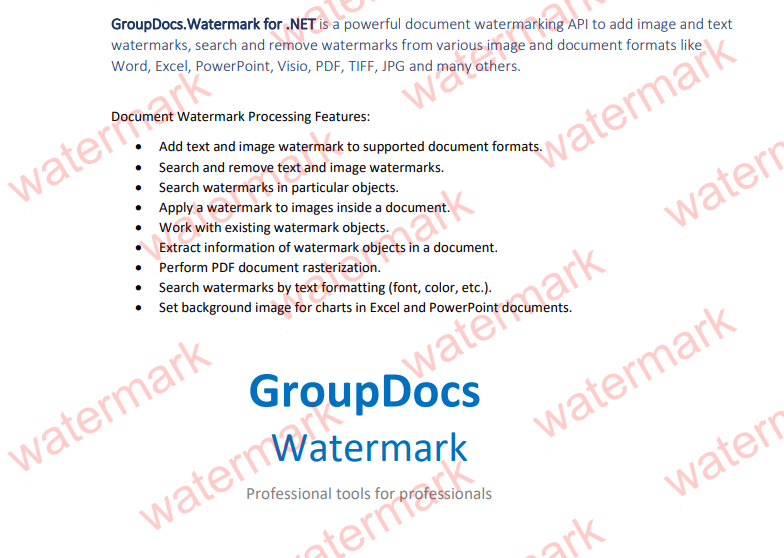 GroupDocs.Watermark for .NET is a powerful document watermarking API to add image and text
watermarks, search and remove watermarks from various image and document formats like
Word, Excel, PowerPoint, Visio, PDF, TIFF, JPG and many others.
Document Watermark Processing Features:
• Add text and image watermark to supported document formats.
• Search and remove text and image watermarks.
• Search watermarks in particular objects.
• Apply a watermark to images inside a document.
• Work with existing watermark objects.
• Extract information of watermark objects in a document.
• Perform PDF document rasterization.
• Search watermarks by text formatting (font, color, etc.).
• Set background image for charts in Excel and PowerPoint documents.
GroupDocs
Watermark
Professional tools for professionals
watermark
watermark
watermark
watermark
watermark
watermark
watermark
watermark
watermark
watermark
watermark
watermark
waterm
waterm